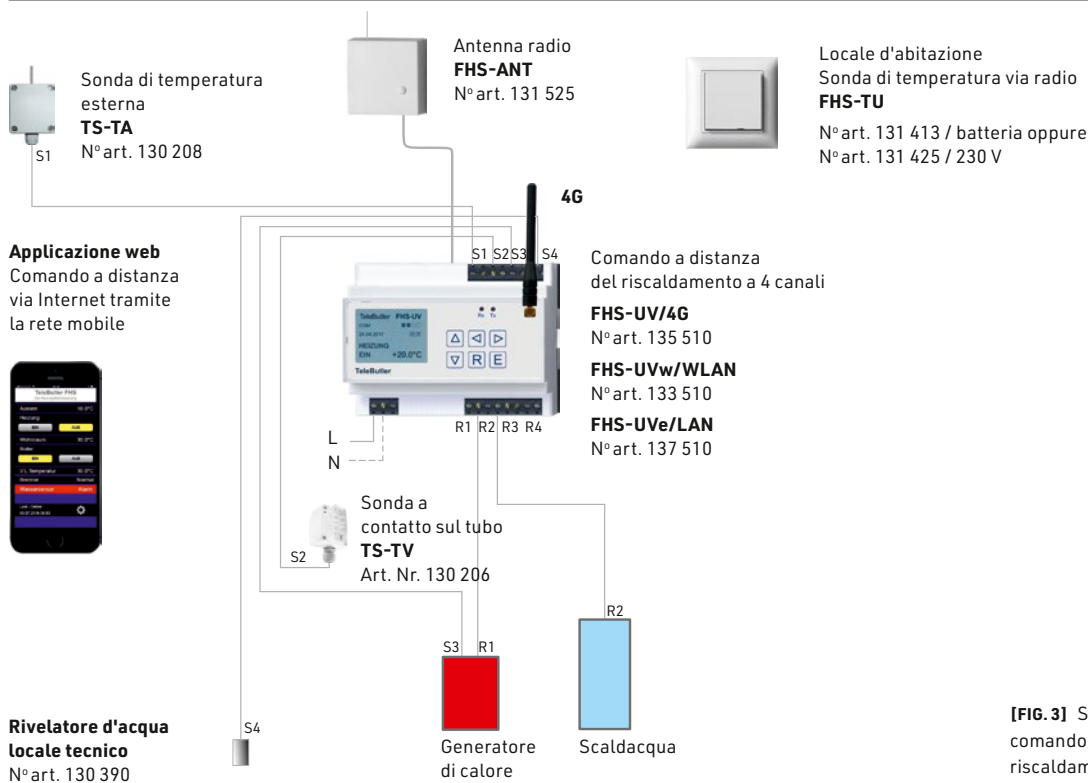 Sonda di temperatura
esterna
TS-TA
N° art. 130 208
S1
Antenna radio
FHS-ANT
N° art. 131 525
Locale d'abitazione
Sonda di temperatura via radio
FHS-TU
N° art. 131 413 / batteria oppure
N° art. 131 425 / 230 V
4G
Applicazione web
Comando a distanza
via Internet tramite
la rete mobile
S1 S2 S3 S4
TeleButler FHS-UV
HEIZUNG
EIN +20.0°C
R E
TeleButler
R1 R2 R3 R4
L
N
Comando a distanza
del riscaldamento a 4 canali
FHS-UV/4G
N° art. 135 510
FHS-UVw/WLAN
N° art. 133 510
FHS-UVe/LAN
N° art. 137 510
TeleButler FHS
Heizung
Wohnraum
Boiler
Sonda a
contatto sul tubo
TS-TV
Art. Nr. 130 206
S2
R2
S3 R1
Generatore
di calore
Scaldacqua
Rivelatore d'acqua
locale tecnico
N° art. 130 390
S4
[FIG. 3] S
comando
riscaldam